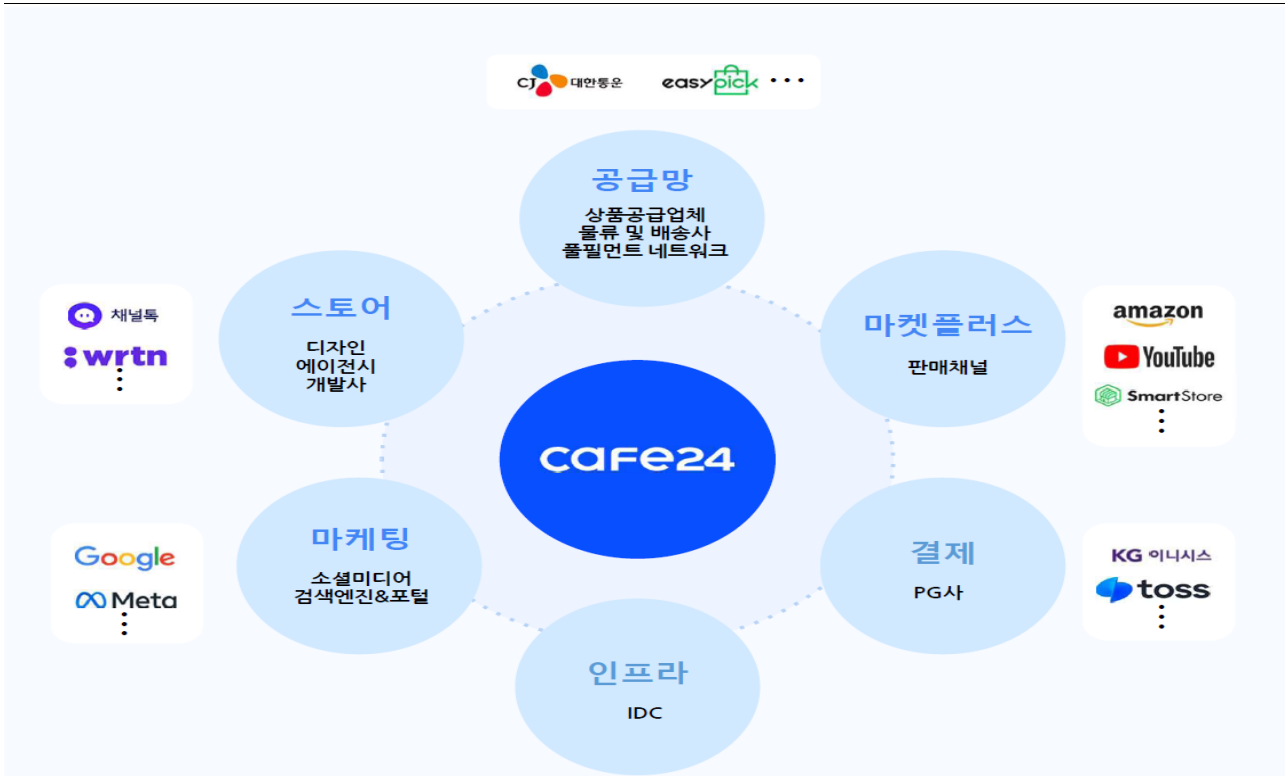 CJ 대한통운 easypick ...
공급망
상품공급업체
물류 및 배송사
풀필먼트 네트워크
스토어
디자인
에이전시
개발사
채널톡
wrtn
마켓플러스
판매채널
amazon
YouTube
SmartStore
cafe24
마케팅
소셜미디어
검색엔진&포털
Google
Meta
결제
PG사
KG 이니시스
toss
인프라
IDC